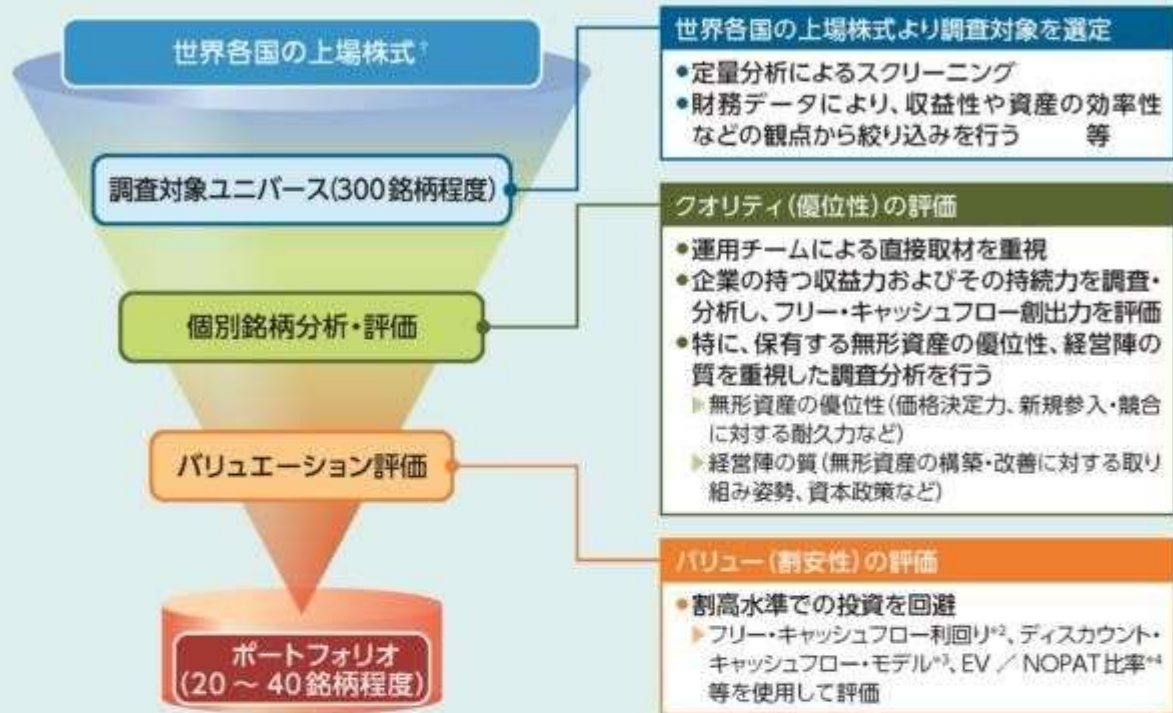 世界各国の上場株式†
調査対象ユニバース(300銘柄程度)
個別銘柄分析・評価
バリュエーション評価
ポートフォリオ
(20 ～ 40銘柄程度)
世界各国の上場株式より調査対象を選定
●定量分析によるスクリーニング
●財務データにより、収益性や資産の効率性
などの観点から絞り込みを行う 等
クオリティ(優位性)の評価
●運用チームによる直接取材を重視
●企業の持つ収益力およびその持続力を調査・
分析し、フリー・キャッシュフロー創出力を評価
●特に、保有する無形資産の優位性、経営陣の
質を重視した調査分析を行う
▶無形資産の優位性(価格決定力、新規参入・競合
に対する耐久力など)
▶経営陣の質(無形資産の構築・改善に対する取り
組み姿勢、資本政策など)
バリュー(割安性)の評価
●割高水準での投資を回避
▶フリー・キャッシュフロー利回り*2、ディスカウント・
キャッシュフロー・モデル*3、EV ／ NOPAT比率*4
等を使用して評価